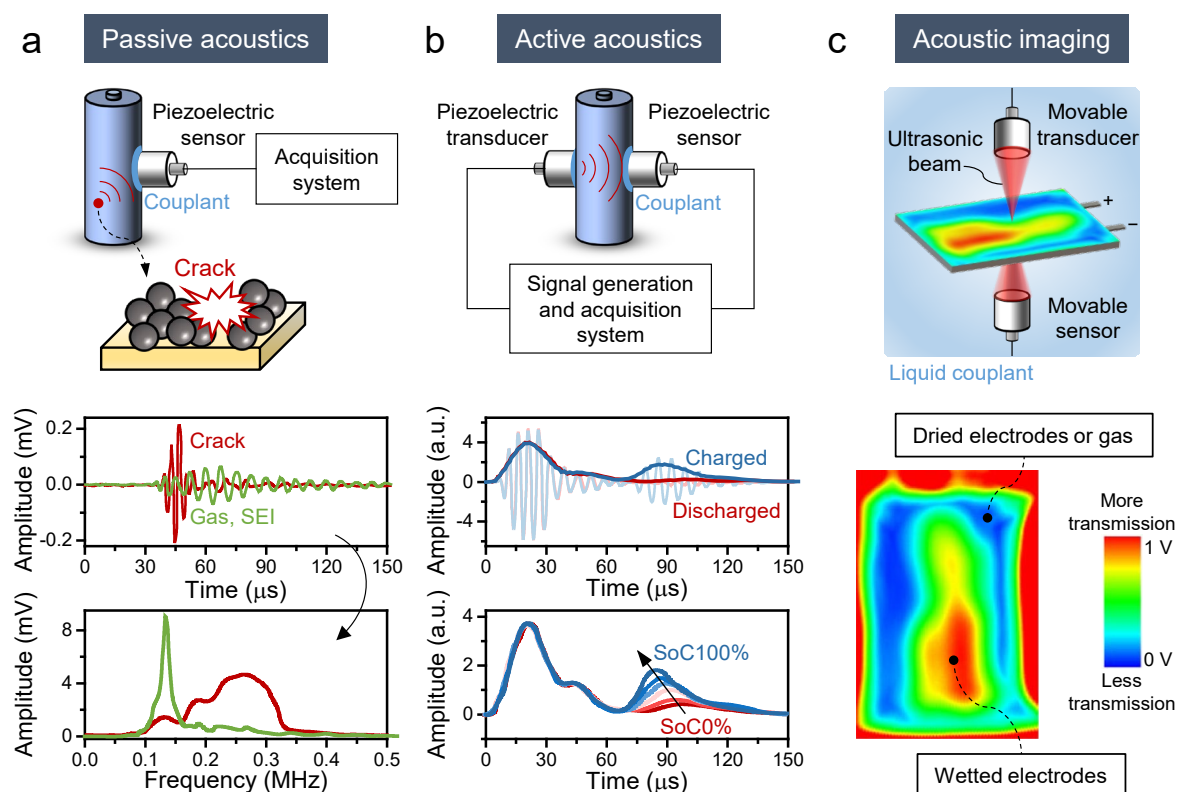 a
Passive acoustics
Piezoelectric
sensor
Acquisition
system
Couplant
Crack
Amplitude (mV)
0.2
0.0
-0.2
Crack
Gas, SEI
0 30 60 90 120 150
Time (μs)
Amplitude (mV)
8
4
0
0.0 0.1 0.2 0.3 0.4 0.5
Frequency (MHz)
b
Active acoustics
Piezoelectric
transducer
Piezoelectric
sensor
Couplant
Signal generation
and acquisition
system
Amplitude (a.u.)
4
0
-4
Charged
Discharged
0 30 60 90 120 150
Time (μs)
Amplitude (a.u.)
4
2
0
SoC100%
SoC0%
0 30 60 90 120 150
Time (μs)
c
Acoustic imaging
Movable
transducer
Ultrasonic
beam
+
−
Movable
sensor
Liquid couplant
Dried electrodes or gas
More
transmission
1 V
0 V
Less
transmission
Wetted electrodes